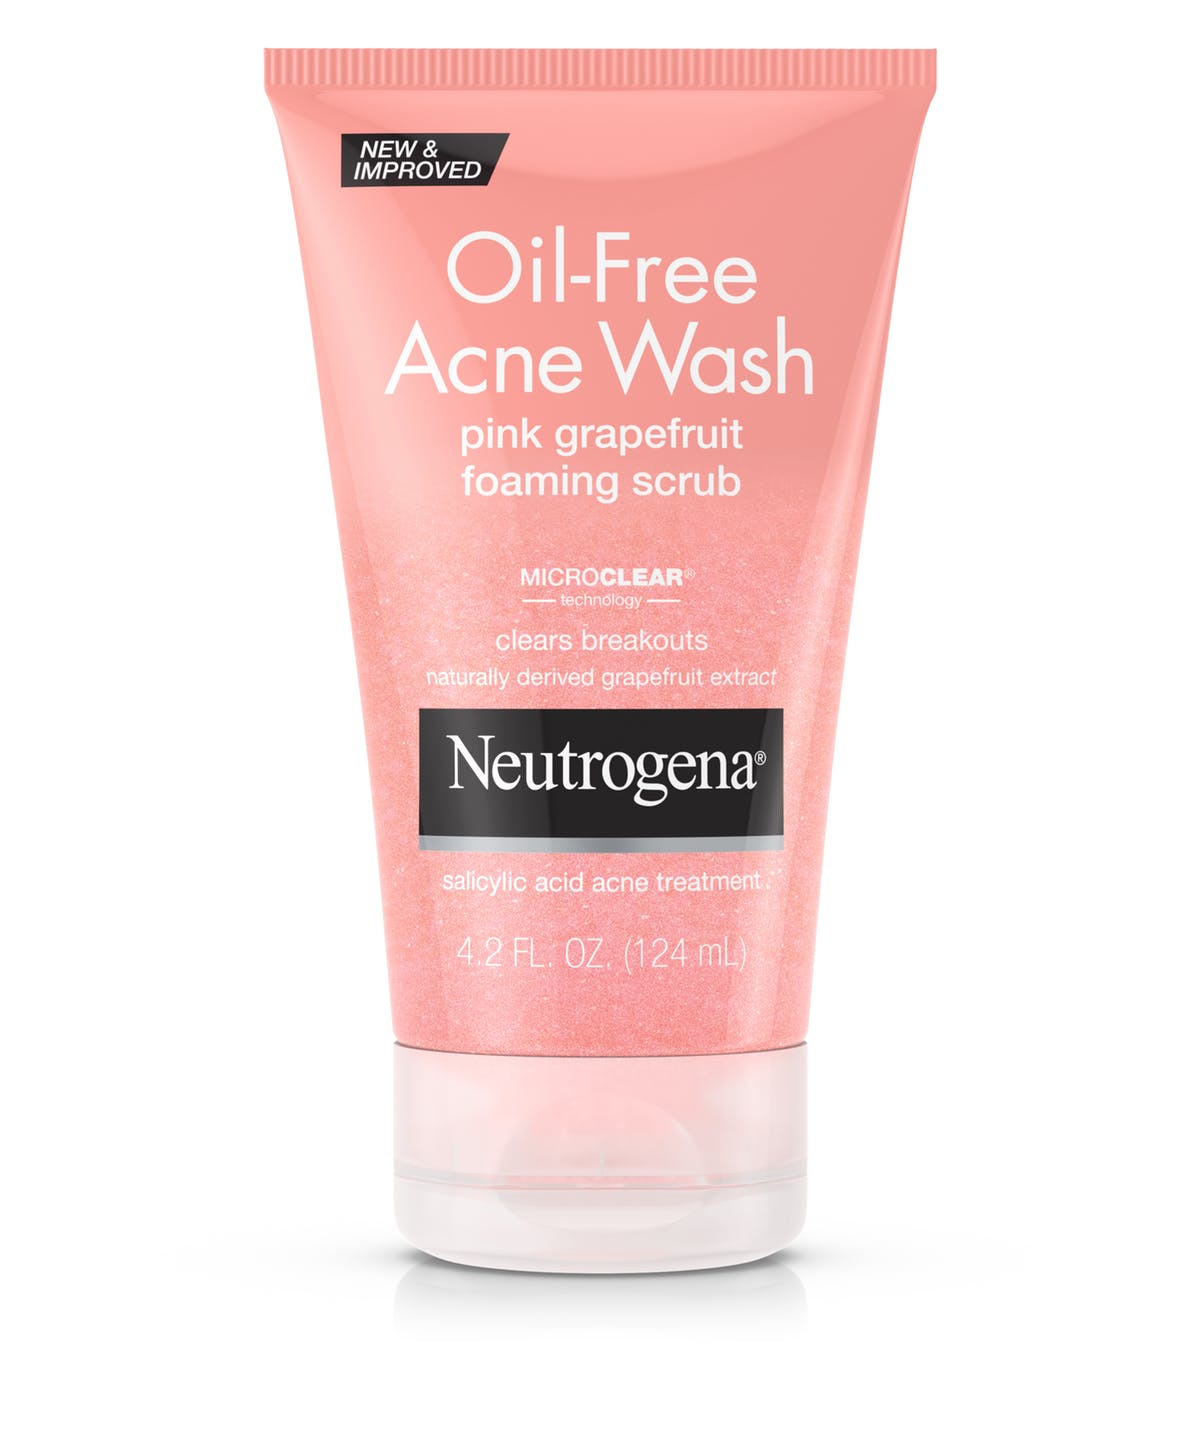 NEW &
IMPROVED
Oil-Free
Acne Wash
pink grapefruit
foaming scrub
MICROCLEAR®
technology
clears breakouts
naturally derived grapefruit extract
Neutrogena®
salicylic acid acne treatment
4.2 FL. OZ. (124 mL)